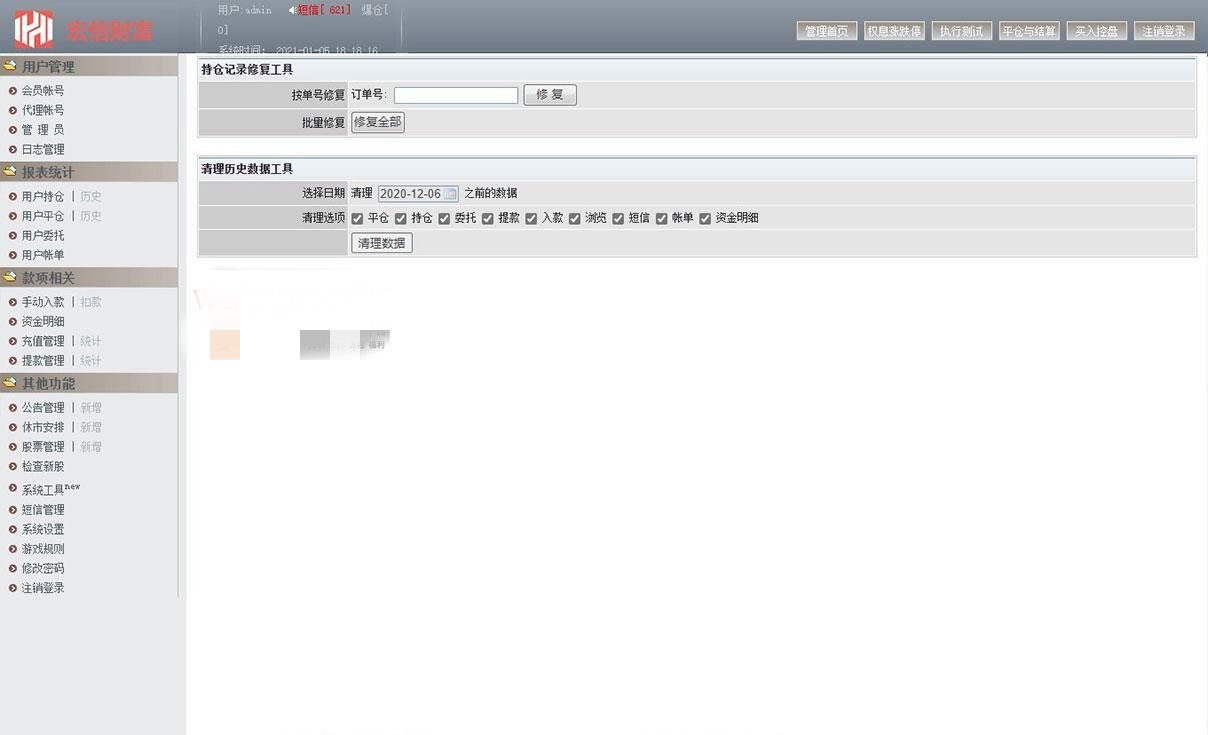 宏信财富
用户:admin 短信[ 621] 爆仓[
0]
系统时间： 2021-01-05 18:18:16
管理首页 权息涨跌停 执行测试 平仓与结算 买入控盘 注销登录
用户管理
会员帐号
代理帐号
管 理 员
日志管理
报表统计
用户持仓 | 历史
用户平仓 | 历史
用户委托
用户帐单
款项相关
手动入款 | 扣款
资金明细
充值管理 | 统计
提款管理 | 统计
其他功能
公告管理 | 新增
休市安排 | 新增
股票管理 | 新增
检查新股
系统工具new
短信管理
系统设置
游戏规则
修改密码
注销登录
持仓记录修复工具
按单号修复 订单号: 修 复
批量修复 修复全部
清理历史数据工具
选择日期 清理 2020-12-06 之前的数据
清理选项 平仓 持仓 委托 提款 入款 浏览 短信 帐单 资金明细
清理数据